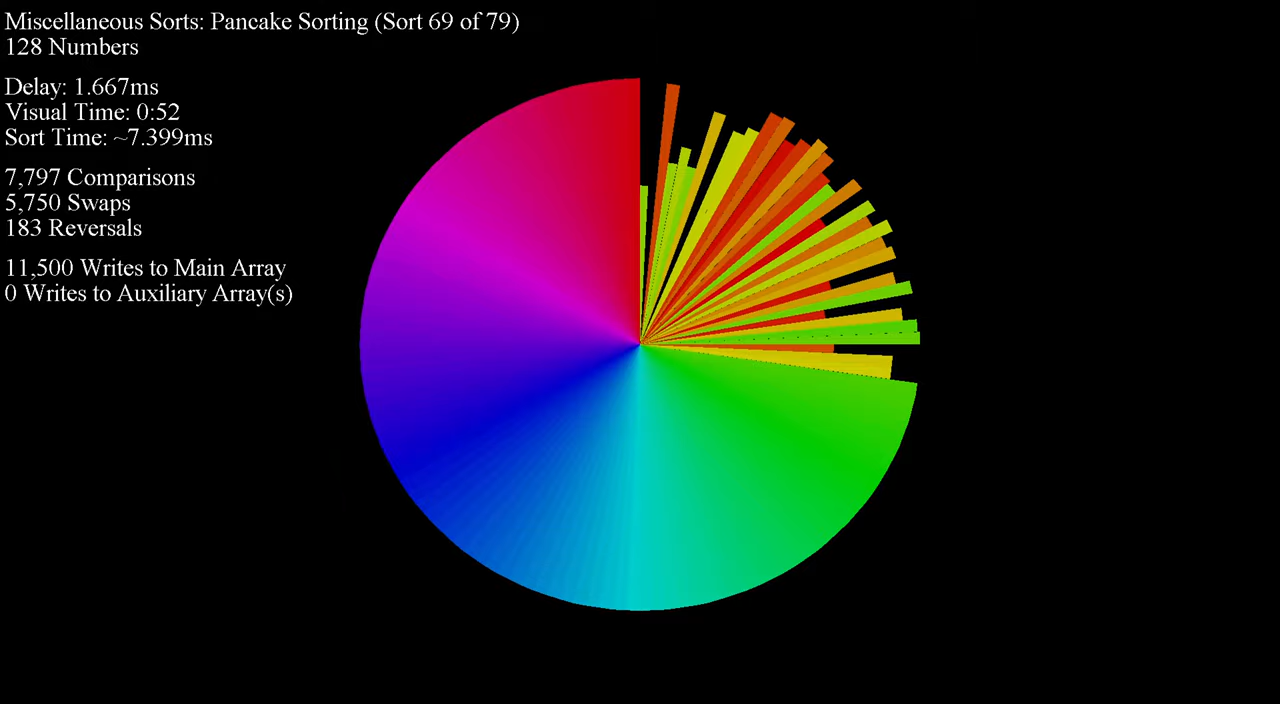 Miscellaneous Sorts: Pancake Sorting (Sort 69 of 79)
128 Numbers
Delay: 1.667ms
Visual Time: 0:52
Sort Time: ~7.399ms
7,797 Comparisons
5,750 Swaps
183 Reversals
11,500 Writes to Main Array
0 Writes to Auxiliary Array(s)